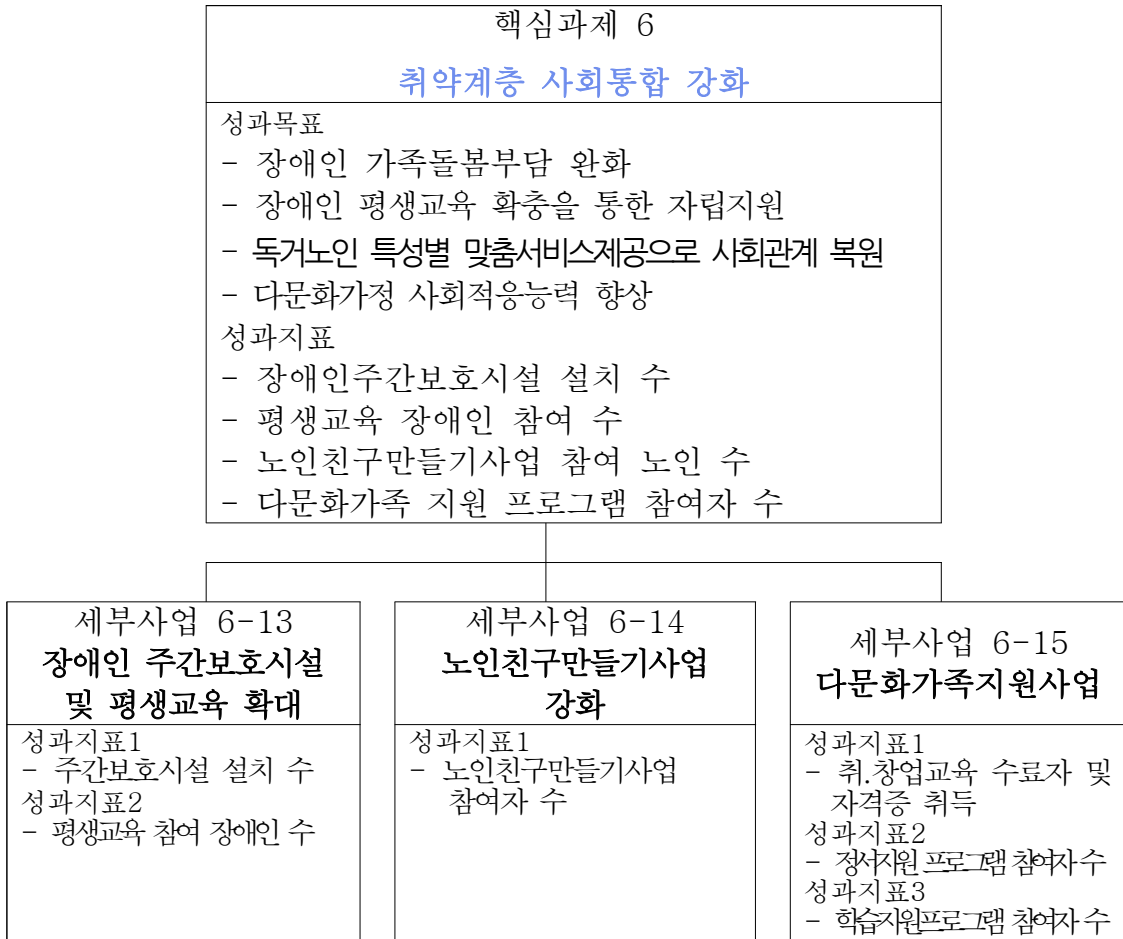 핵심과제 6
취약계층 사회통합 강화
성과목표
- 장애인 가족돌봄부담 완화
- 장애인 평생교육 확충을 통한 자립지원
- 독거노인 특성별 맞춤서비스제공으로 사회관계 복원
- 다문화가정 사회적응능력 향상
성과지표
- 장애인주간보호시설 설치 수
- 평생교육 장애인 참여 수
- 노인친구만들기사업 참여 노인 수
- 다문화가족 지원 프로그램 참여자 수
세부사업 6-13
장애인 주간보호시설
및 평생교육 확대
성과지표1
- 주간보호시설 설치 수
성과지표2
- 평생교육 참여 장애인 수
세부사업 6-14
노인친구만들기사업
강화
성과지표1
- 노인친구만들기사업
참여자 수
세부사업 6-15
다문화가족지원사업
성과지표1
- 취.창업교육 수료자 및
자격증 취득
성과지표2
- 정서지원 프로그램 참여자 수
성과지표3
- 학습지원프로그램 참여자 수